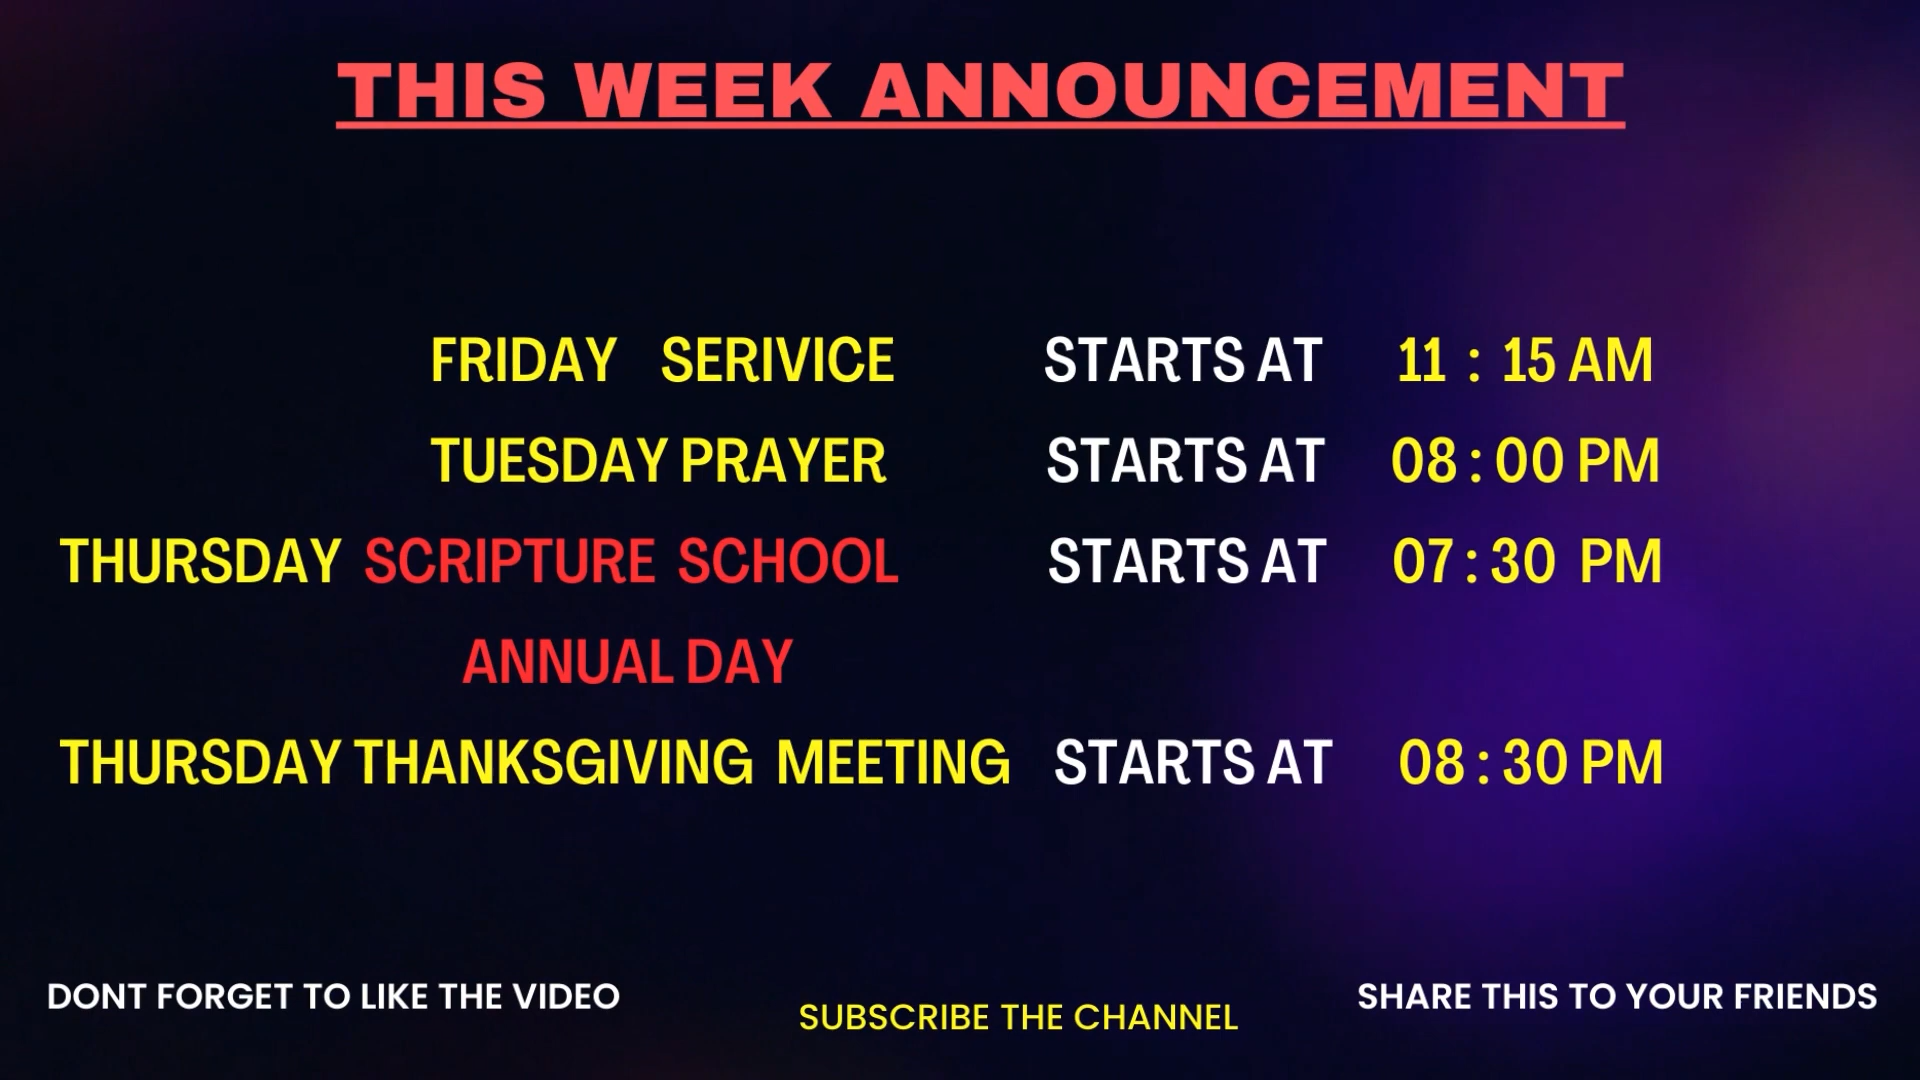 THIS WEEK ANNOUNCEMENT
FRIDAY SERIVICE STARTS AT 11 : 15 AM
TUESDAY PRAYER STARTS AT 08 : 00 PM
THURSDAY SCRIPTURE SCHOOL STARTS AT 07 : 30 PM
ANNUAL DAY
THURSDAY THANKSGIVING MEETING STARTS AT 08 : 30 PM
DONT FORGET TO LIKE THE VIDEO
SUBSCRIBE THE CHANNEL
SHARE THIS TO YOUR FRIENDS